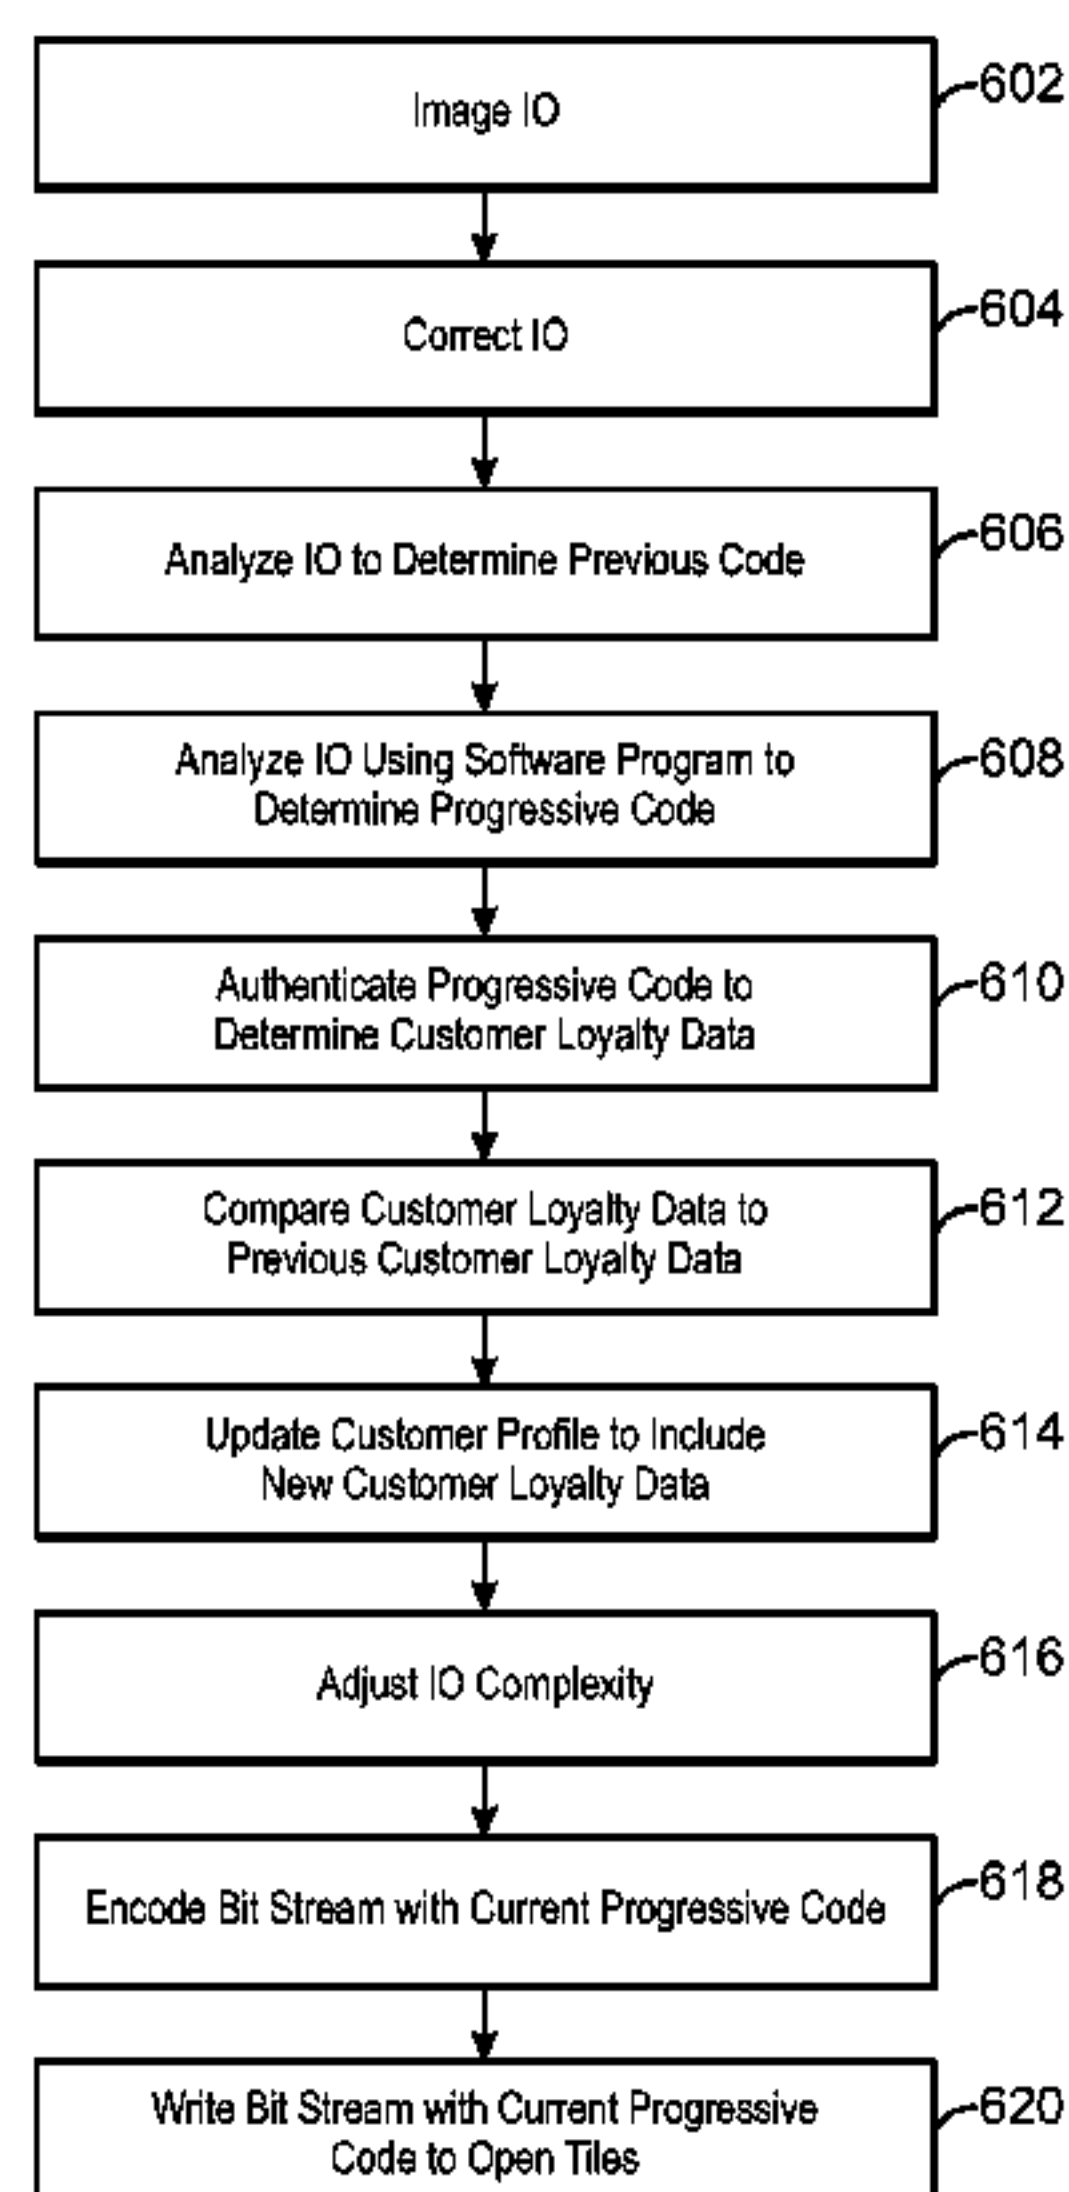 Image IO
602
Correct IO
604
Analyze IO to Determine Previous Code
606
Analyze IO Using Software Program to
Determine Progressive Code
608
Authenticate Progressive Code to
Determine Customer Loyalty Data
610
Compare Customer Loyalty Data to
Previous Customer Loyalty Data
612
Update Customer Profile to Include
New Customer Loyalty Data
614
Adjust IO Complexity
616
Encode Bit Stream with Current Progressive Code
618
Write Bit Stream with Current Progressive
Code to Open Tiles
620